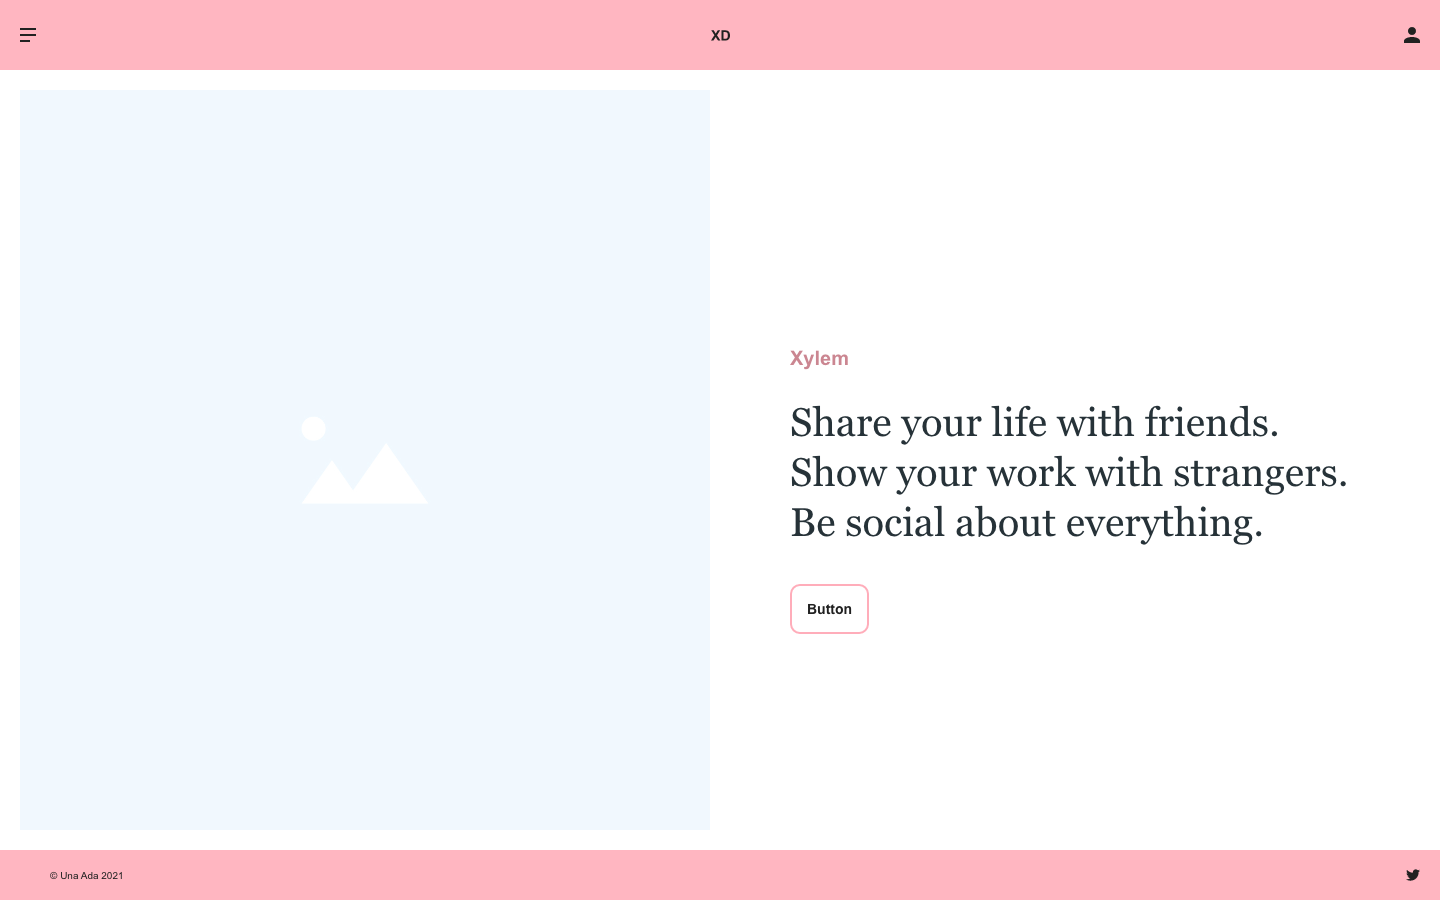 XD
Xylem
Share your life with friends.
Show your work with strangers.
Be social about everything.
Button
© Una Ada 2021